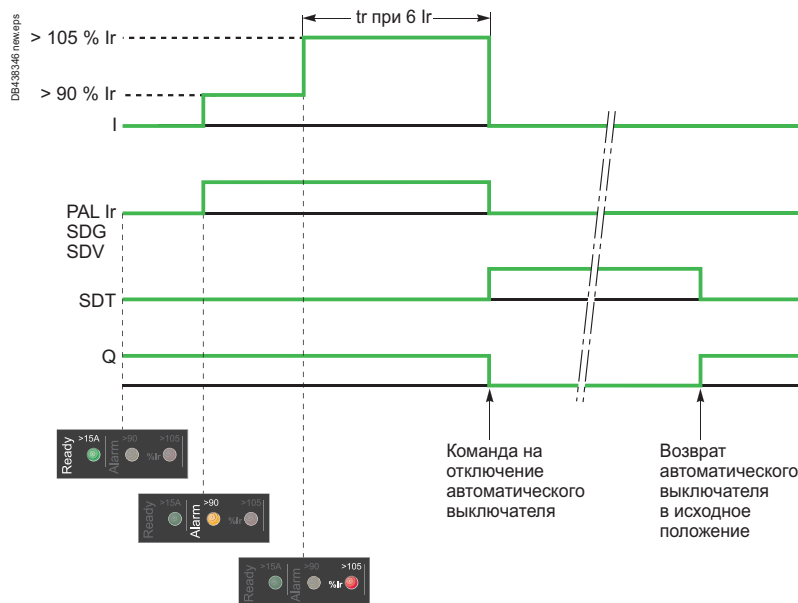 DB438346 new.eps
tr при 6 Ir
> 105 % Ir
> 90 % Ir
I
PAL Ir
SDG
SDV
SDT
Q
Команда на
отключение
автоматического
выключателя
Возврат
автоматического
выключателя
в исходное
положение
Ready >15A Alarm >90 %Ir >105
Ready >15A Alarm >90 %Ir >105
Ready >15A Alarm >90 %Ir >105